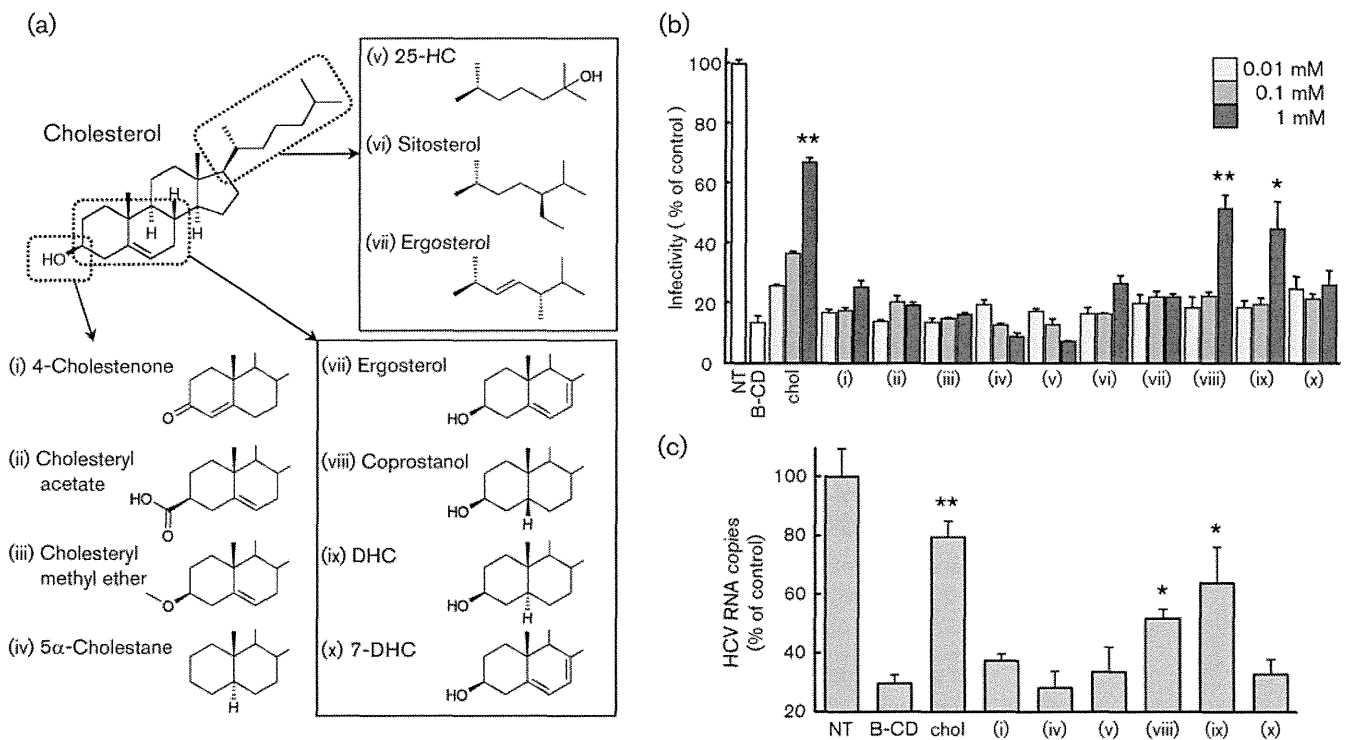 (a)
Cholesterol
HO
H
H
H
(v) 25-HC
OH
(vi) Sitosterol
(vii) Ergosterol
(i) 4-Cholestenone
O
(ii) Cholesteryl
acetate
HO
O
(iii) Cholesteryl
methyl ether
O
(iv) 5α-Cholestane
H
(vii) Ergosterol
HO
(viii) Coprostanol
HO
H
(ix) DHC
HO
H
(x) 7-DHC
HO
(b)
Infectivity ( % of control)
100
80
60
40
20
0
**
**
*
0.01 mM
0.1 mM
1 mM
NT
B-CD
chol
(i)
(ii)
(iii)
(iv)
(v)
(vi)
(vii)
(viii)
(ix)
(x)
(c)
HCV RNA copies
(% of control)
100
80
60
40
20
**
*
*
NT
B-CD
chol
(i)
(iv)
(v)
(viii)
(ix)
(x)